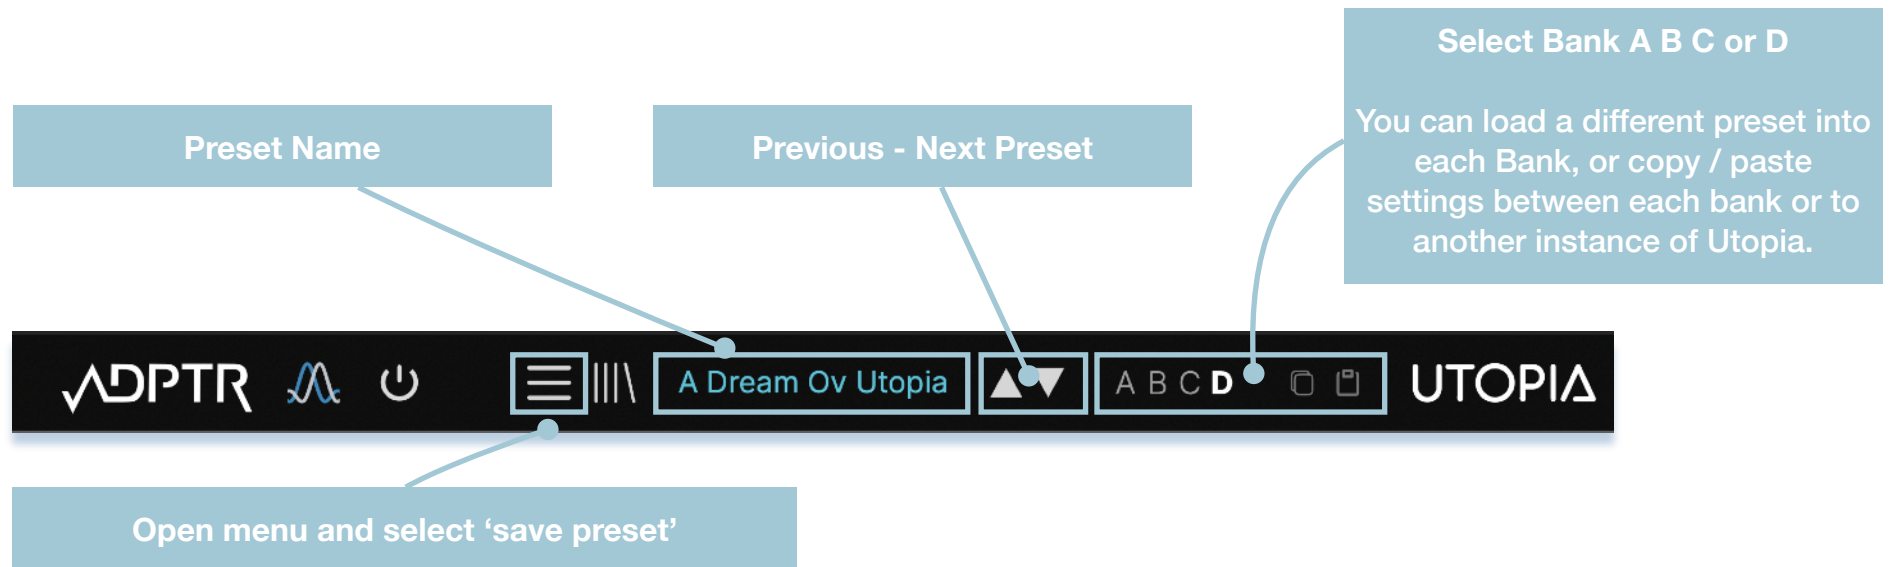 Select Bank A B C or D
You can load a different preset into
each Bank, or copy / paste
settings between each bank or to
another instance of Utopia.
Preset Name
Previous - Next Preset
ADPTR
A Dream Ov Utopia
A B C D
UTOPIA
Open menu and select ‘save preset’